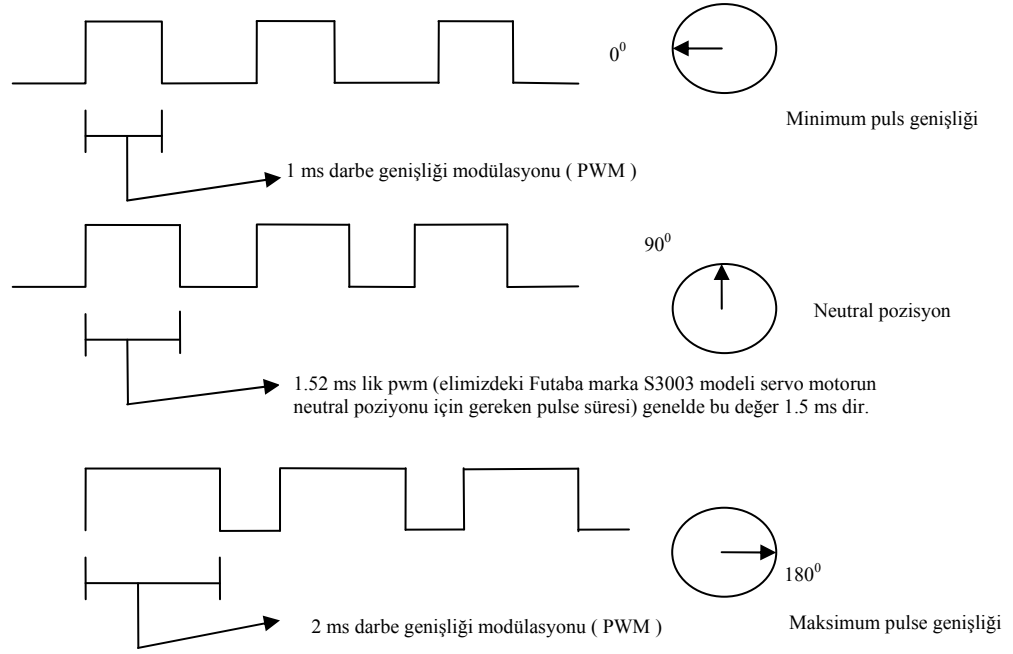 0⁰
Minimum puls genişliği
1 ms darbe genişliği modülasyonu ( PWM )
90⁰
Neutral pozisyon
1.52 ms lik pwm (elimizdeki Futaba marka S3003 modeli servo motorun
neutral poziyonu için gereken pulse süresi) genelde bu değer 1.5 ms dir.
180⁰
2 ms darbe genişliği modülasyonu ( PWM )
Maksimum pulse genişliği